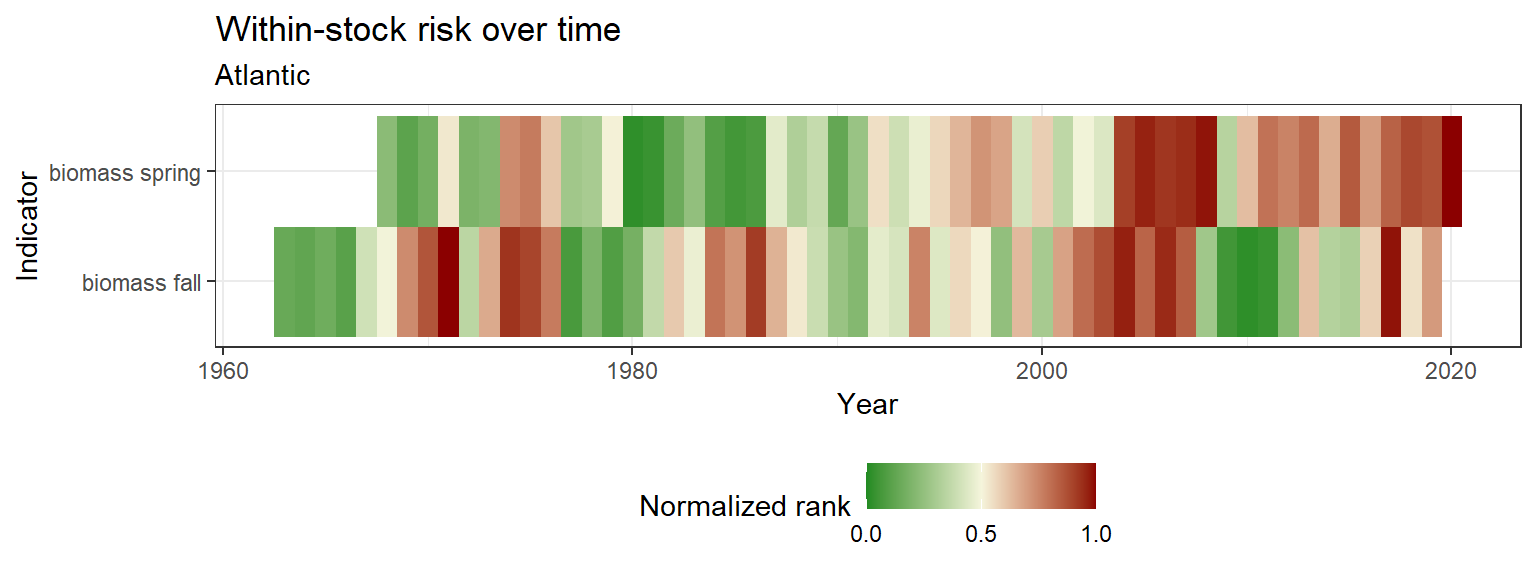 Within-stock risk over time
Atlantic
Indicator
biomass spring
biomass fall
1960 1980 2000 2020
Year
Normalized rank
0.0 0.5 1.0